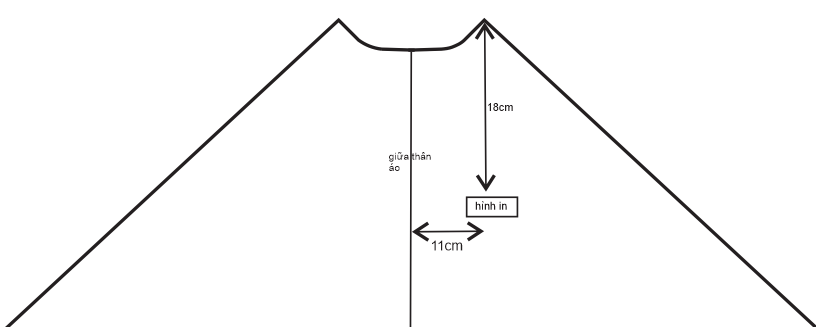 18cm
giữa thân
áo
hình in
11cm